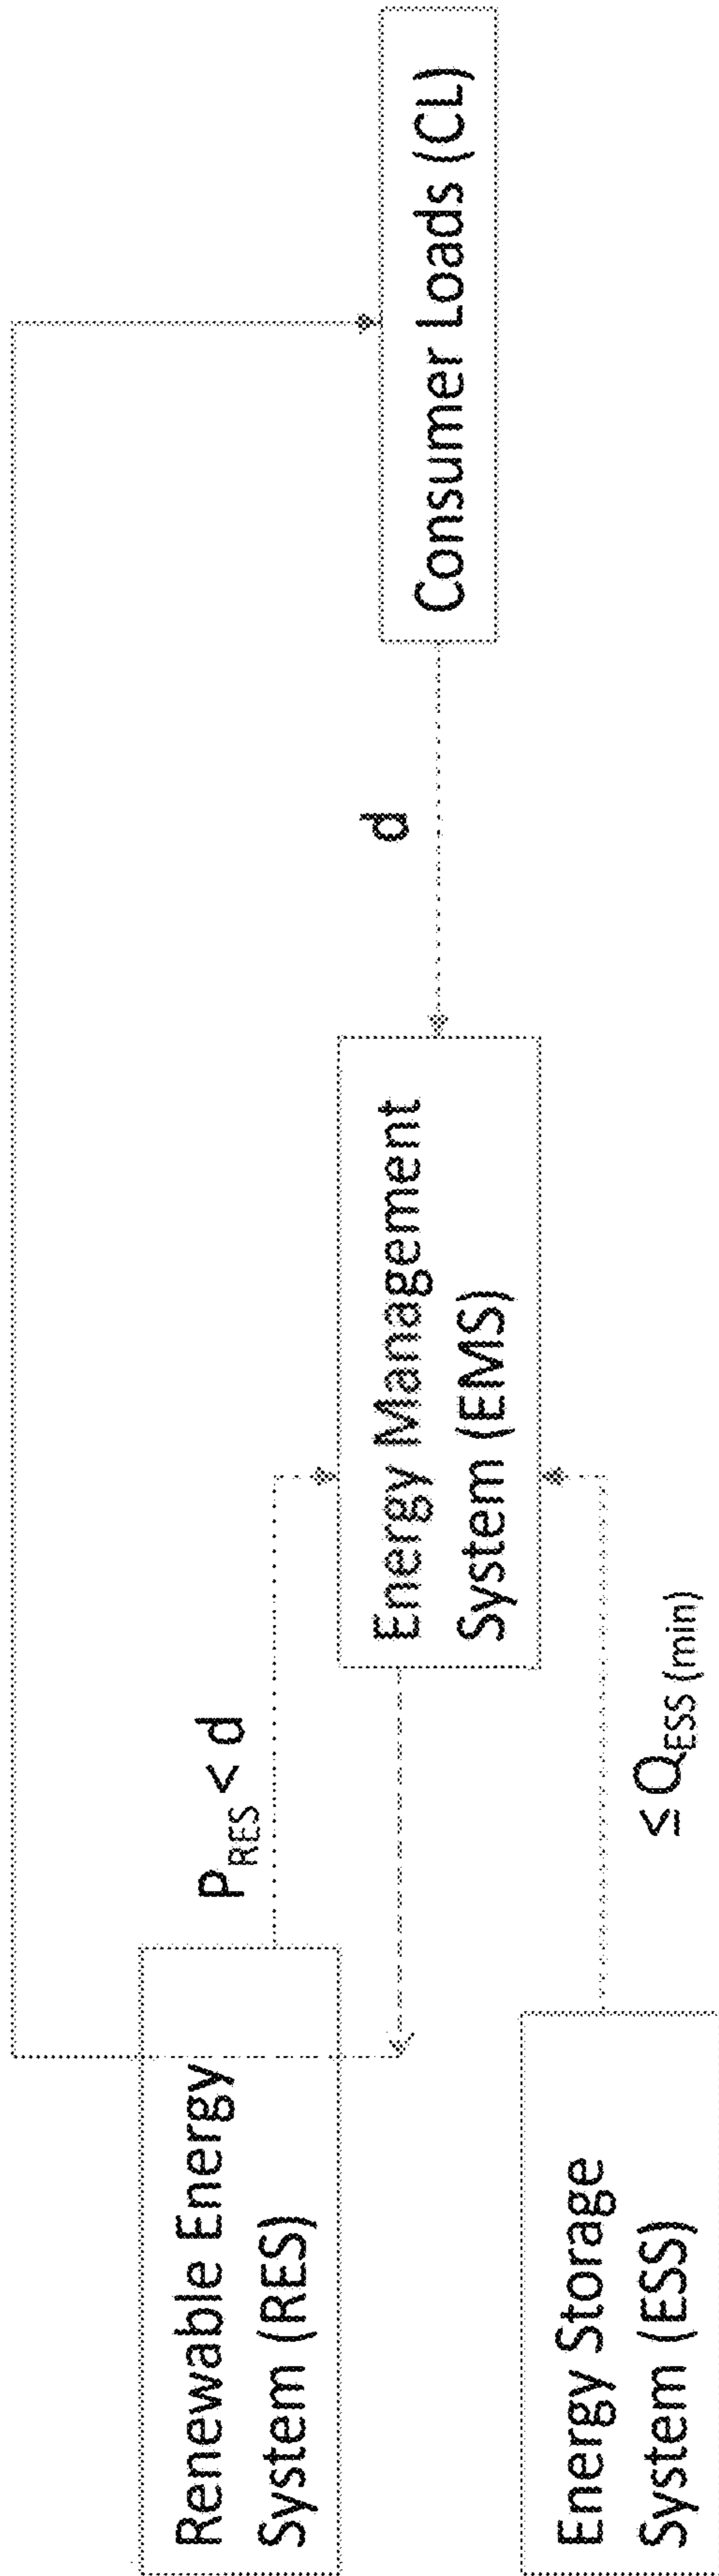 Renewable Energy
System (RES)
P_RES < d
Energy Management
System (EMS)
d
Consumer Loads (CL)
Energy Storage
System (ESS)
≤ Q_ESS (min)